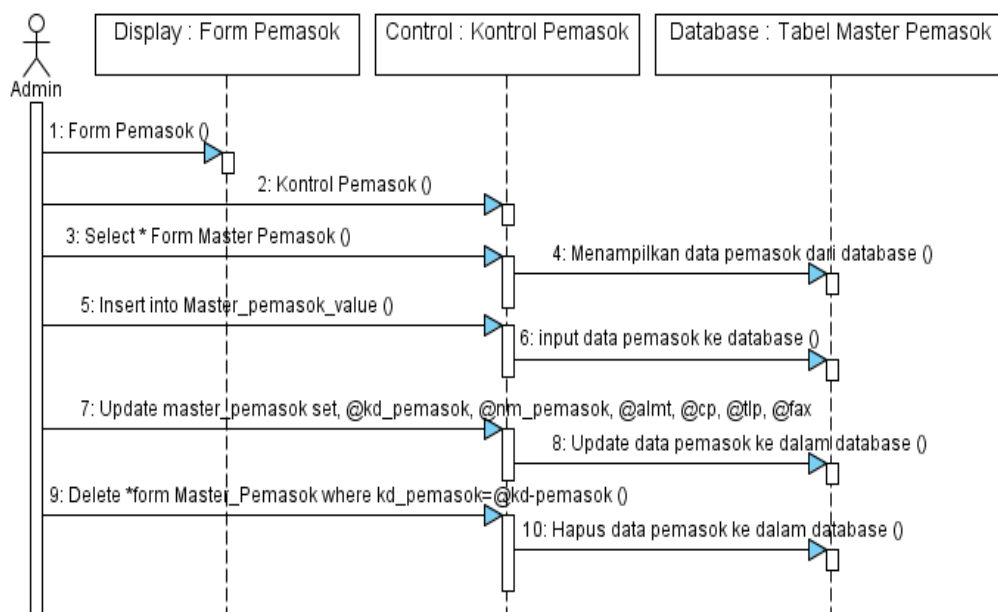 Display : Form Pemasok
Control : Kontrol Pemasok
Database : Tabel Master Pemasok
Admin
1: Form Pemasok ()
2: Kontrol Pemasok ()
3: Select * Form Master Pemasok ()
4: Menampilkan data pemasok dari database ()
5: Insert into Master_pemasok_value ()
6: input data pemasok ke database ()
7: Update master_pemasok set, @kd_pemasok, @nm_pemasok, @almt, @cp, @tlp, @fax
8: Update data pemasok ke dalam database ()
9: Delete *form Master_Pemasok where kd_pemasok=@kd-pemasok ()
10: Hapus data pemasok ke dalam database ()